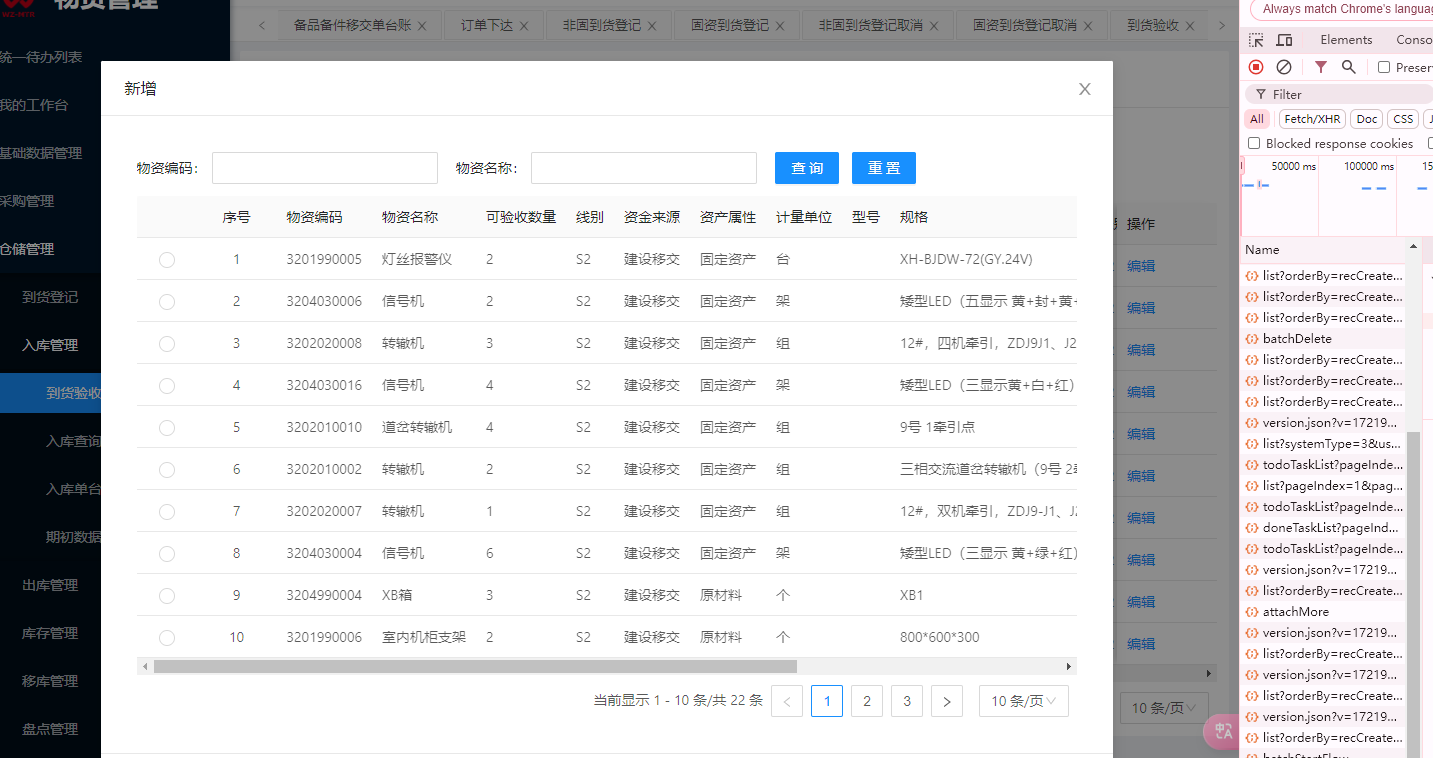 物资管理
WZ-MTR
统一待办列表
我的工作台
基础数据管理
采购管理
仓储管理
到货登记
入库管理
到货验收
入库查询
入库单台
期初数据
出库管理
库存管理
移库管理
盘点管理
备品备件移交单台账 订单下达 非固到货登记 固资到货登记 非固到货登记取消 固资到货登记取消 到货验收
新增
物资编码: 物资名称: 查询 重置
序号 物资编码 物资名称 可验收数量 线别 资金来源 资产属性 计量单位 型号 规格
1 3201990005 灯丝报警仪 2 S2 建设移交 固定资产 台 XH-BJDW-72(GY.24V)
2 3204030006 信号机 2 S2 建设移交 固定资产 架 矮型LED（五显示 黄+封+黄+
3 3202020008 转辙机 3 S2 建设移交 固定资产 组 12#，四机牵引，ZDJ9J1、J2
4 3204030016 信号机 4 S2 建设移交 固定资产 架 矮型LED（三显示黄+白+红）
5 3202010010 道岔转辙机 4 S2 建设移交 固定资产 组 9号 1牵引点
6 3202010002 转辙机 2 S2 建设移交 固定资产 组 三相交流道岔转辙机（9号 2牵
7 3202020007 转辙机 1 S2 建设移交 固定资产 组 12#，双机牵引，ZDJ9-J1、J2
8 3204030004 信号机 6 S2 建设移交 固定资产 架 矮型LED（三显示 黄+绿+红）
9 3204990004 XB箱 3 S2 建设移交 原材料 个 XB1
10 3201990006 室内机柜支架 2 S2 建设移交 原材料 个 800*600*300
当前显示 1 - 10 条/共 22 条 1 2 3 10 条/页
操作
编辑
编辑
编辑
编辑
编辑
编辑
编辑
编辑
编辑
编辑
10 条/页
Always match Chrome's languag
Elements Conso
Preser
Filter
All Fetch/XHR Doc CSS J
Blocked response cookies
50000 ms 100000 ms 15
Name
list?orderBy=recCreate...
list?orderBy=recCreate...
list?orderBy=recCreate...
batchDelete
list?orderBy=recCreate...
list?orderBy=recCreate...
list?orderBy=recCreate...
version.json?v=17219...
list?systemType=3&us...
todoTaskList?pageInde...
list?pageIndex=1&pag...
todoTaskList?pageInde...
doneTaskList?pageInd...
todoTaskList?pageInde...
version.json?v=17219...
list?orderBy=recCreate...
attachMore
version.json?v=17219...
list?orderBy=recCreate...
version.json?v=17219...
list?orderBy=recCreate...
version.json?v=17219...
list?orderBy=recCreate...
batchStartFlow